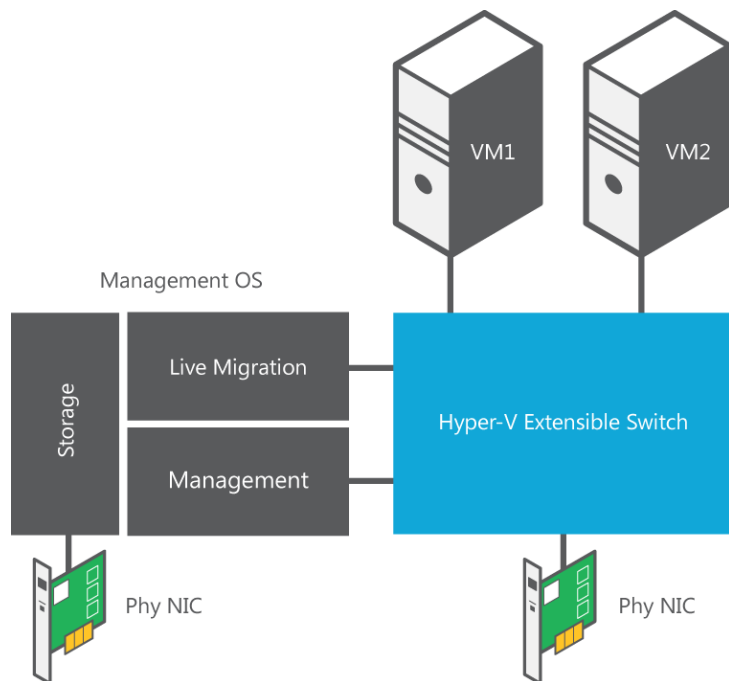 VM1
VM2
Management OS
Storage
Live Migration
Management
Hyper-V Extensible Switch
Phy NIC
Phy NIC